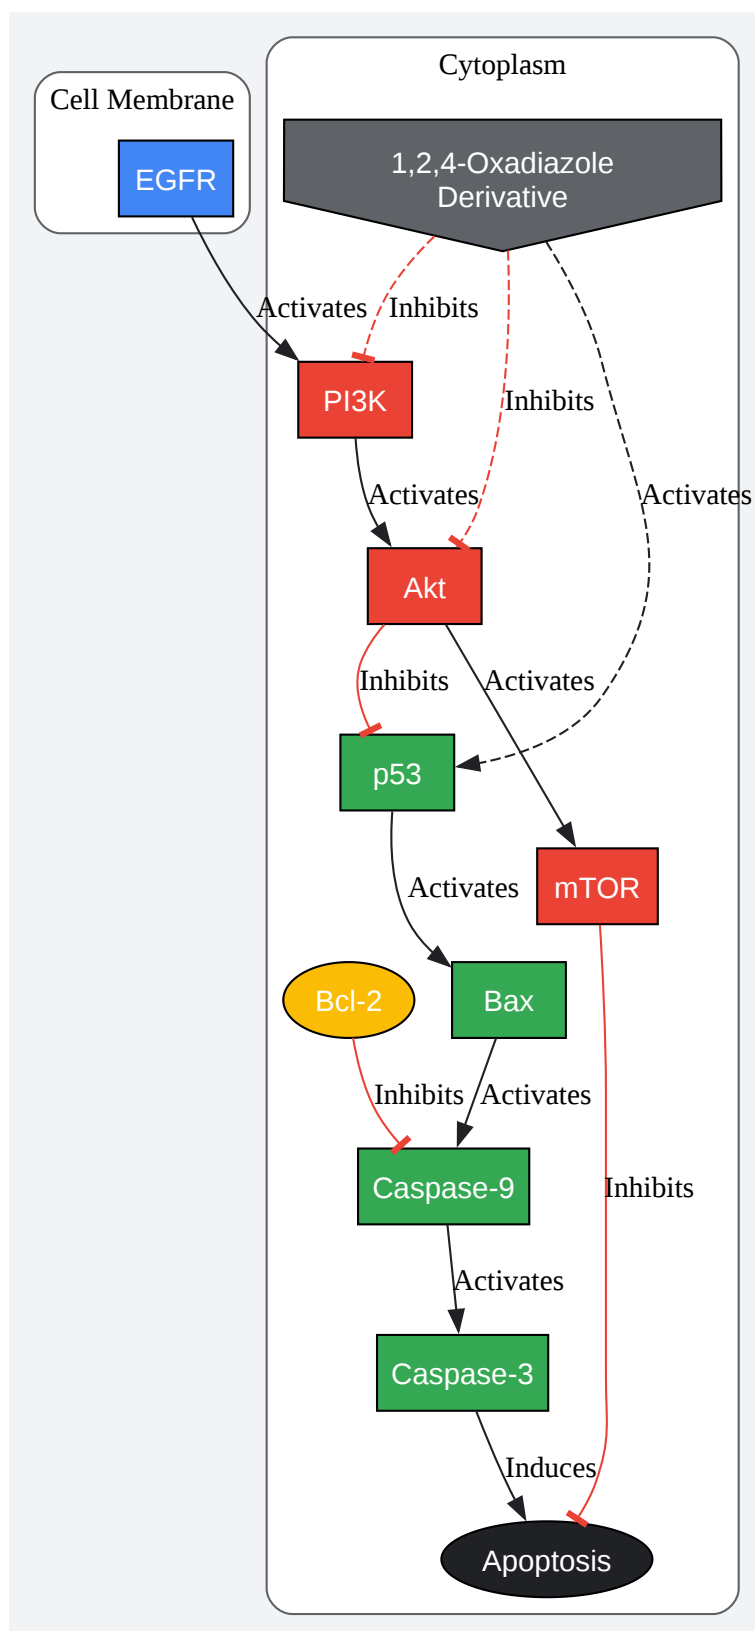 Cytoplasm
Cell Membrane
EGFR
1,2,4-Oxadiazole
Derivative
Activates
Inhibits
PI3K
Inhibits
Activates
Activates
Akt
Inhibits
Activates
p53
Activates
mTOR
Bcl-2
Bax
Inhibits
Activates
Caspase-9
Inhibits
Activates
Caspase-3
Induces
Apoptosis